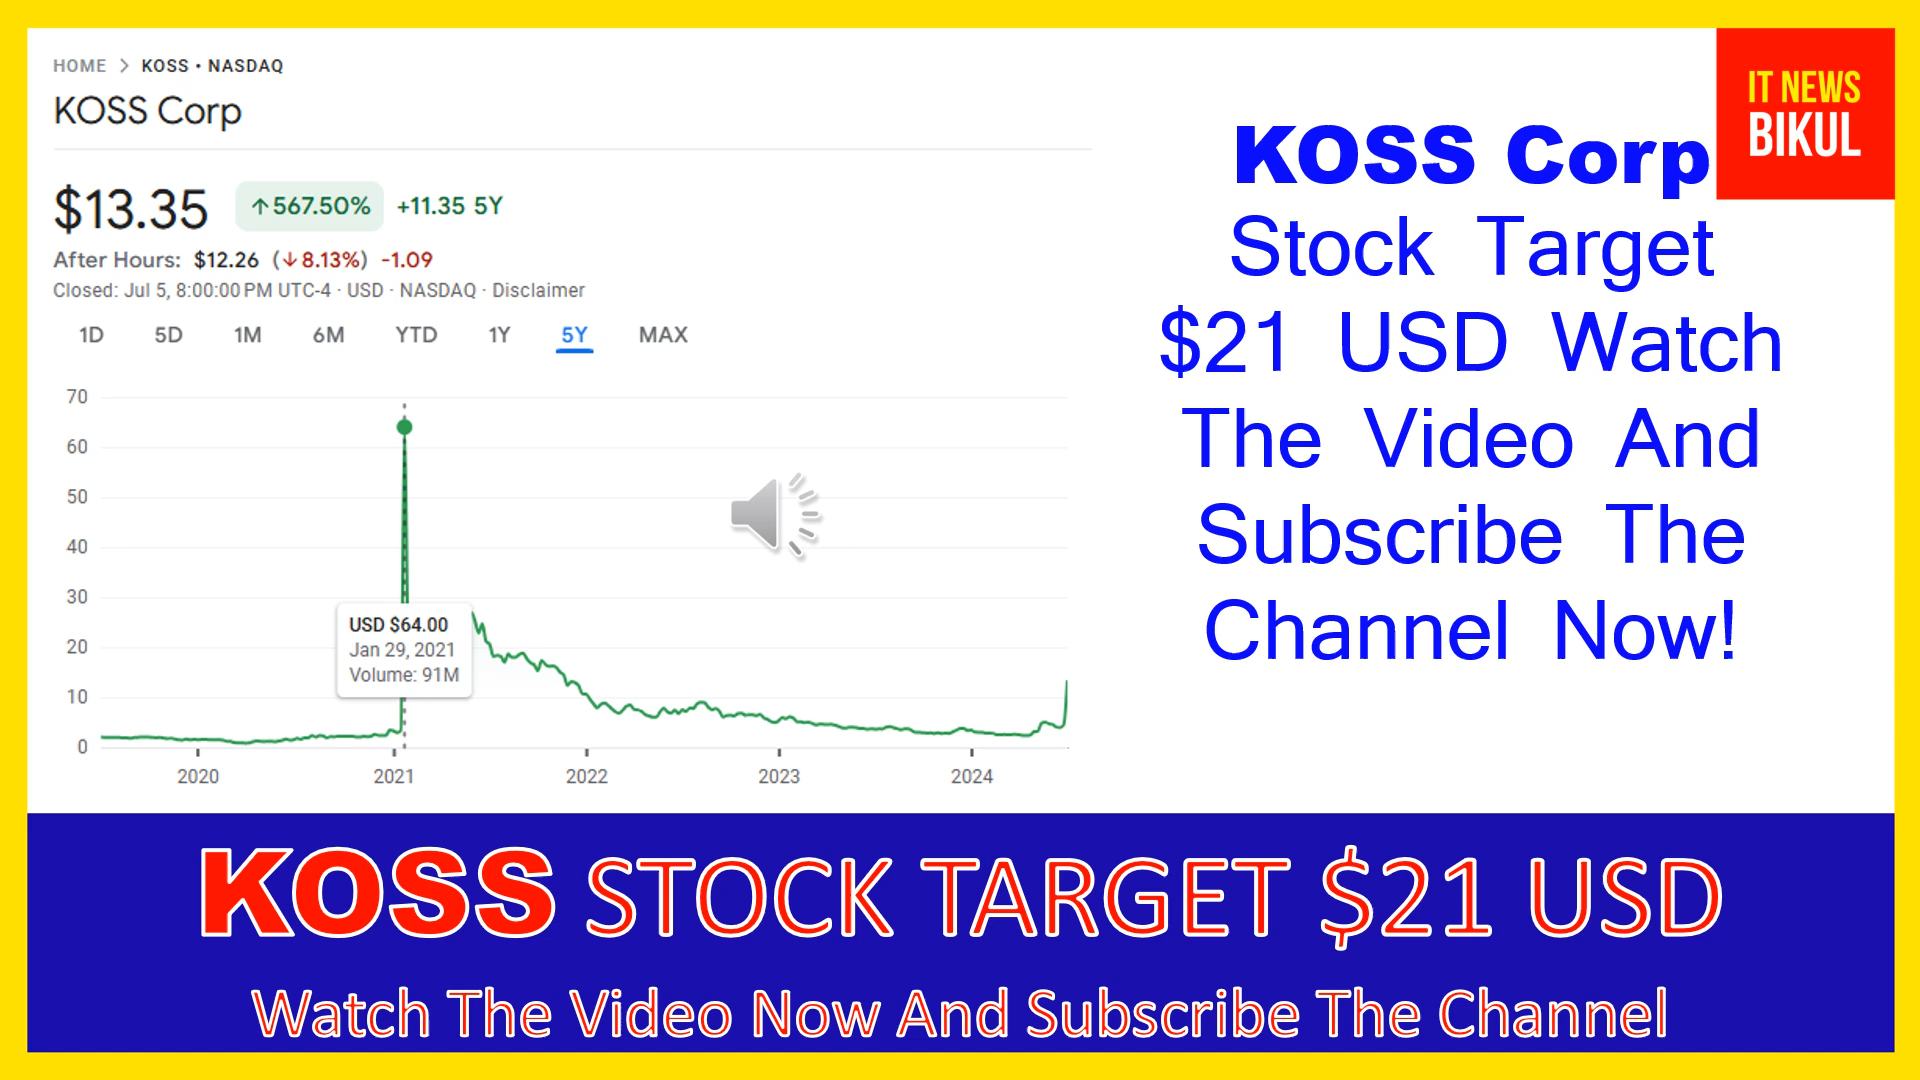 HOME > KOSS • NASDAQ
KOSS Corp
$13.35 ↑567.50% +11.35 5Y
After Hours: $12.26 (↓8.13%) -1.09
Closed: Jul 5, 8:00:00 PM UTC-4 · USD · NASDAQ · Disclaimer
1D 5D 1M 6M YTD 1Y 5Y MAX
70
60
50
40
30
20
10
0
USD $64.00
Jan 29, 2021
Volume: 91M
2020 2021 2022 2023 2024
IT NEWS
BIKUL
KOSS Corp
Stock Target
$21 USD Watch
The Video And
Subscribe The
Channel Now!
KOSS STOCK TARGET $21 USD
Watch The Video Now And Subscribe The Channel